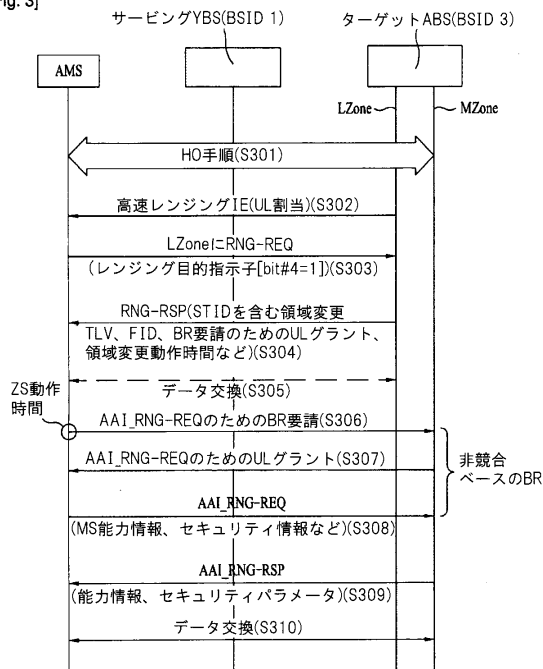 ig. 3]
サービングYBS(BSID 1)
ターゲットABS(BSID 3)
AMS
LZone
MZone
HO手順(S301)
高速レンジングIE(UL割当)(S302)
LZoneにRNG-REQ
(レンジング目的指示子[bit#4=1])(S303)
RNG-RSP(STIDを含む領域変更
TLV、FID、BR要請のためのULグラント、
領域変更動作時間など)(S304)
データ交換(S305)
ZS動作
時間
AAI_RNG-REQのためのBR要請(S306)
AAI_RNG-REQのためのULグラント(S307)
非競合
ベースのBR
AAI_RNG-REQ
(MS能力情報、セキュリティ情報など)(S308)
AAI_RNG-RSP
(能力情報、セキュリティパラメータ)(S309)
データ交換(S310)